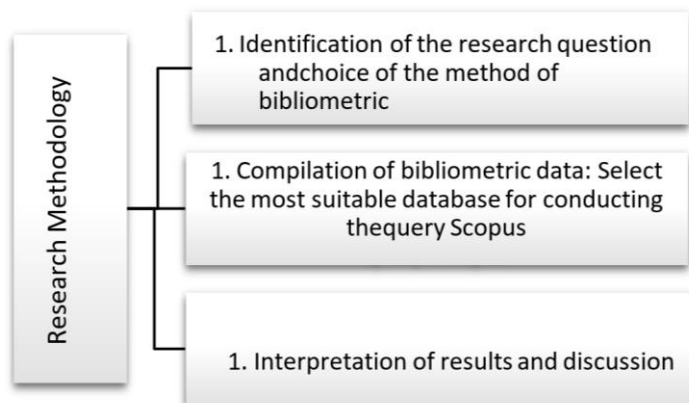 Research Methodology
1. Identification of the research question
andchoice of the method of
bibliometric
1. Compilation of bibliometric data: Select
the most suitable database for conducting
thequery Scopus
1. Interpretation of results and discussion